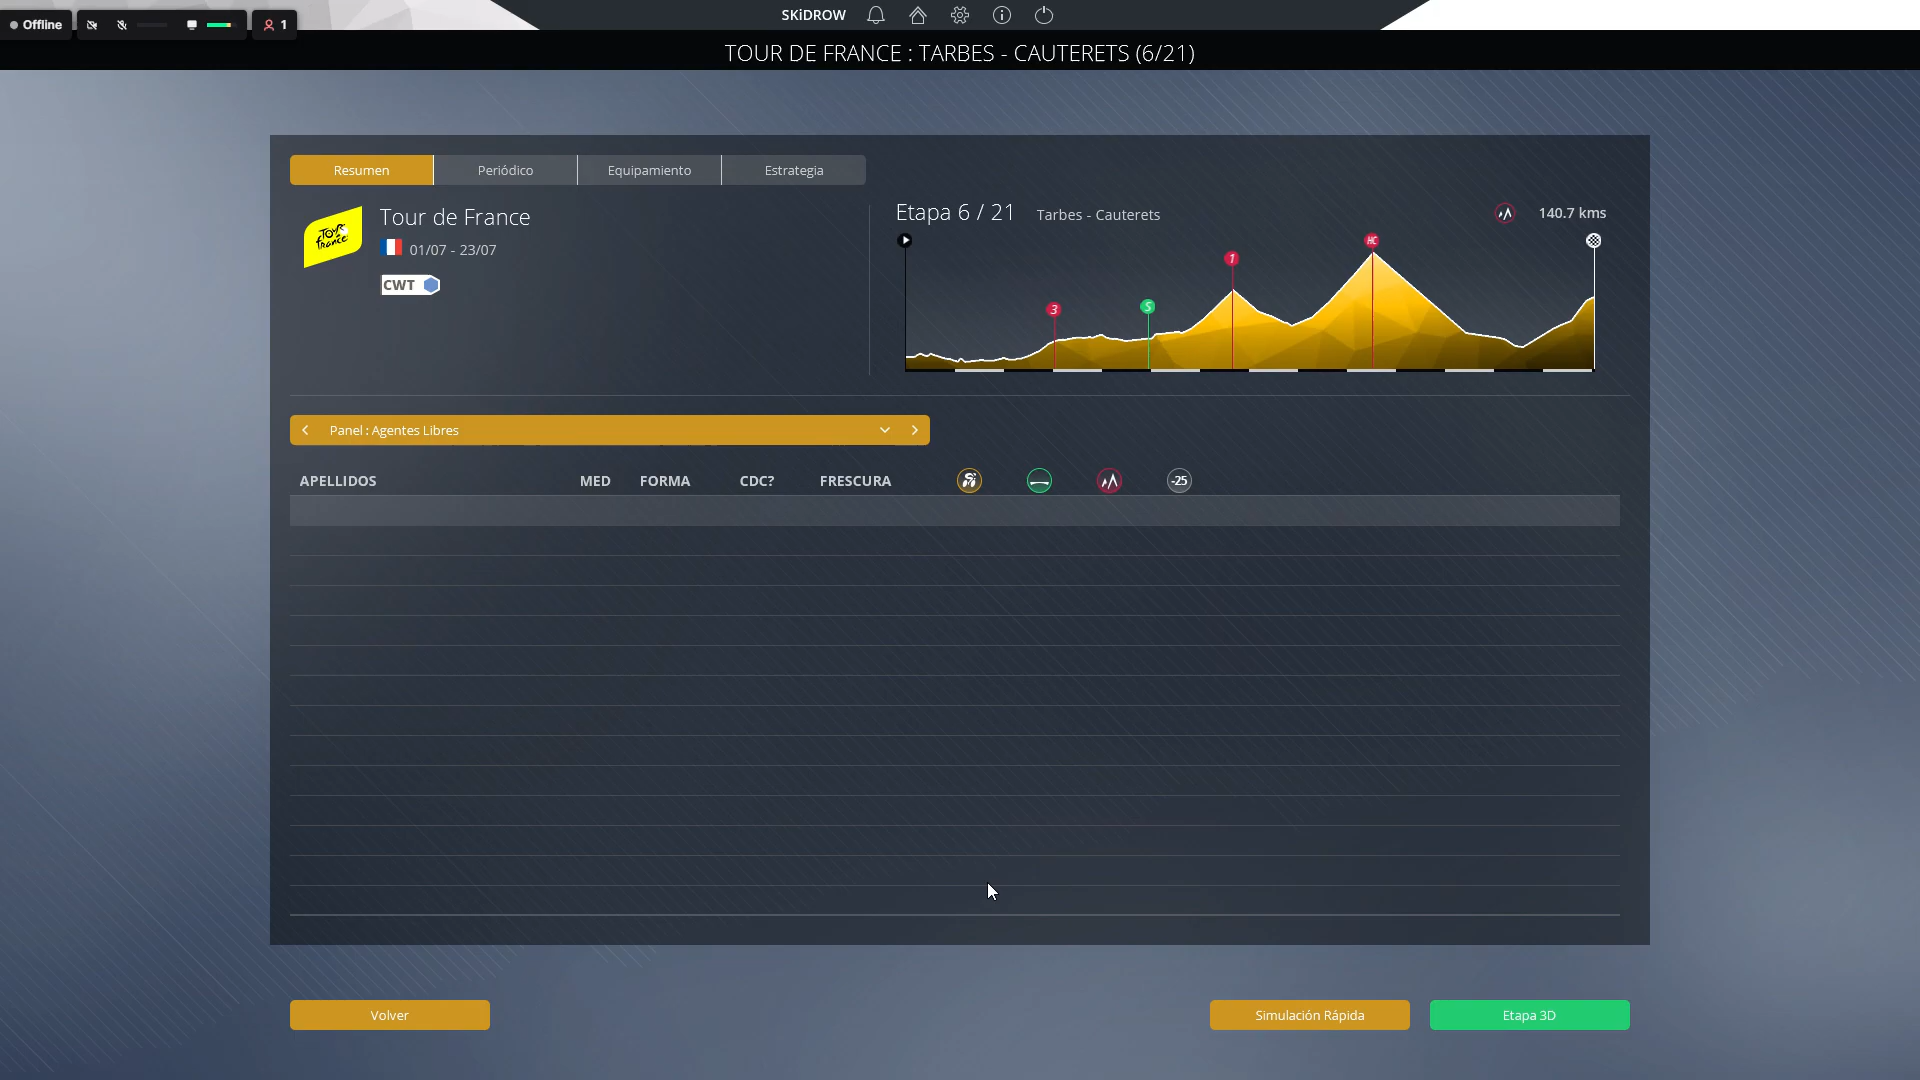 Offline
1
SKiDROW
TOUR DE FRANCE : TARBES - CAUTERETS (6/21)
Resumen
Periódico
Equipamiento
Estrategia
TOUR
france
Tour de France
01/07 - 23/07
CWT
Etapa 6 / 21
Tarbes - Cauterets
140.7 kms
3
S
1
HC
Panel : Agentes Libres
APELLIDOS
MED
FORMA
CDC?
FRESCURA
-25
Volver
Simulación Rápida
Etapa 3D